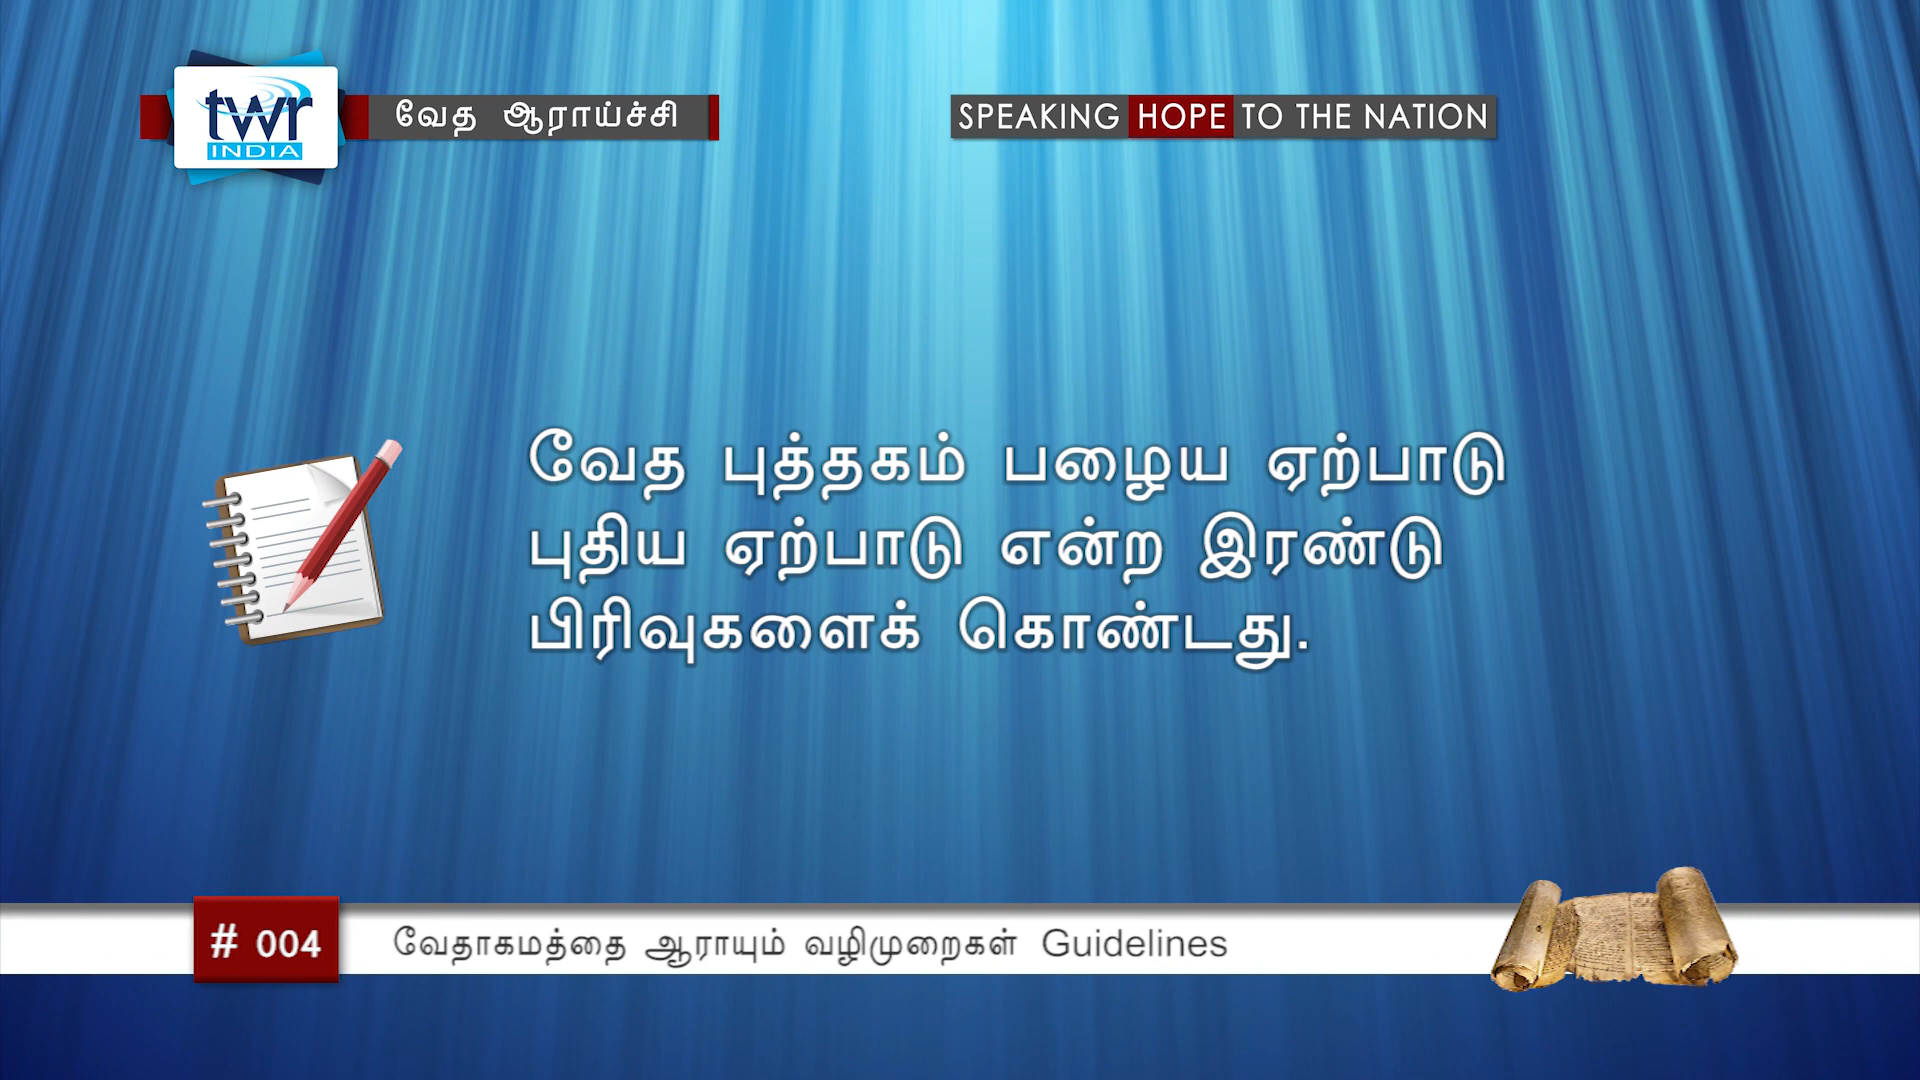 twr
INDIA
வேத ஆராய்ச்சி
SPEAKING HOPE TO THE NATION
வேத புத்தகம் பழைய ஏற்பாடு
புதிய ஏற்பாடு என்ற இரண்டு
பிரிவுகளைக் கொண்டது.
# 004
வேதாகமத்தை ஆராயும் வழிமுறைகள் Guidelines